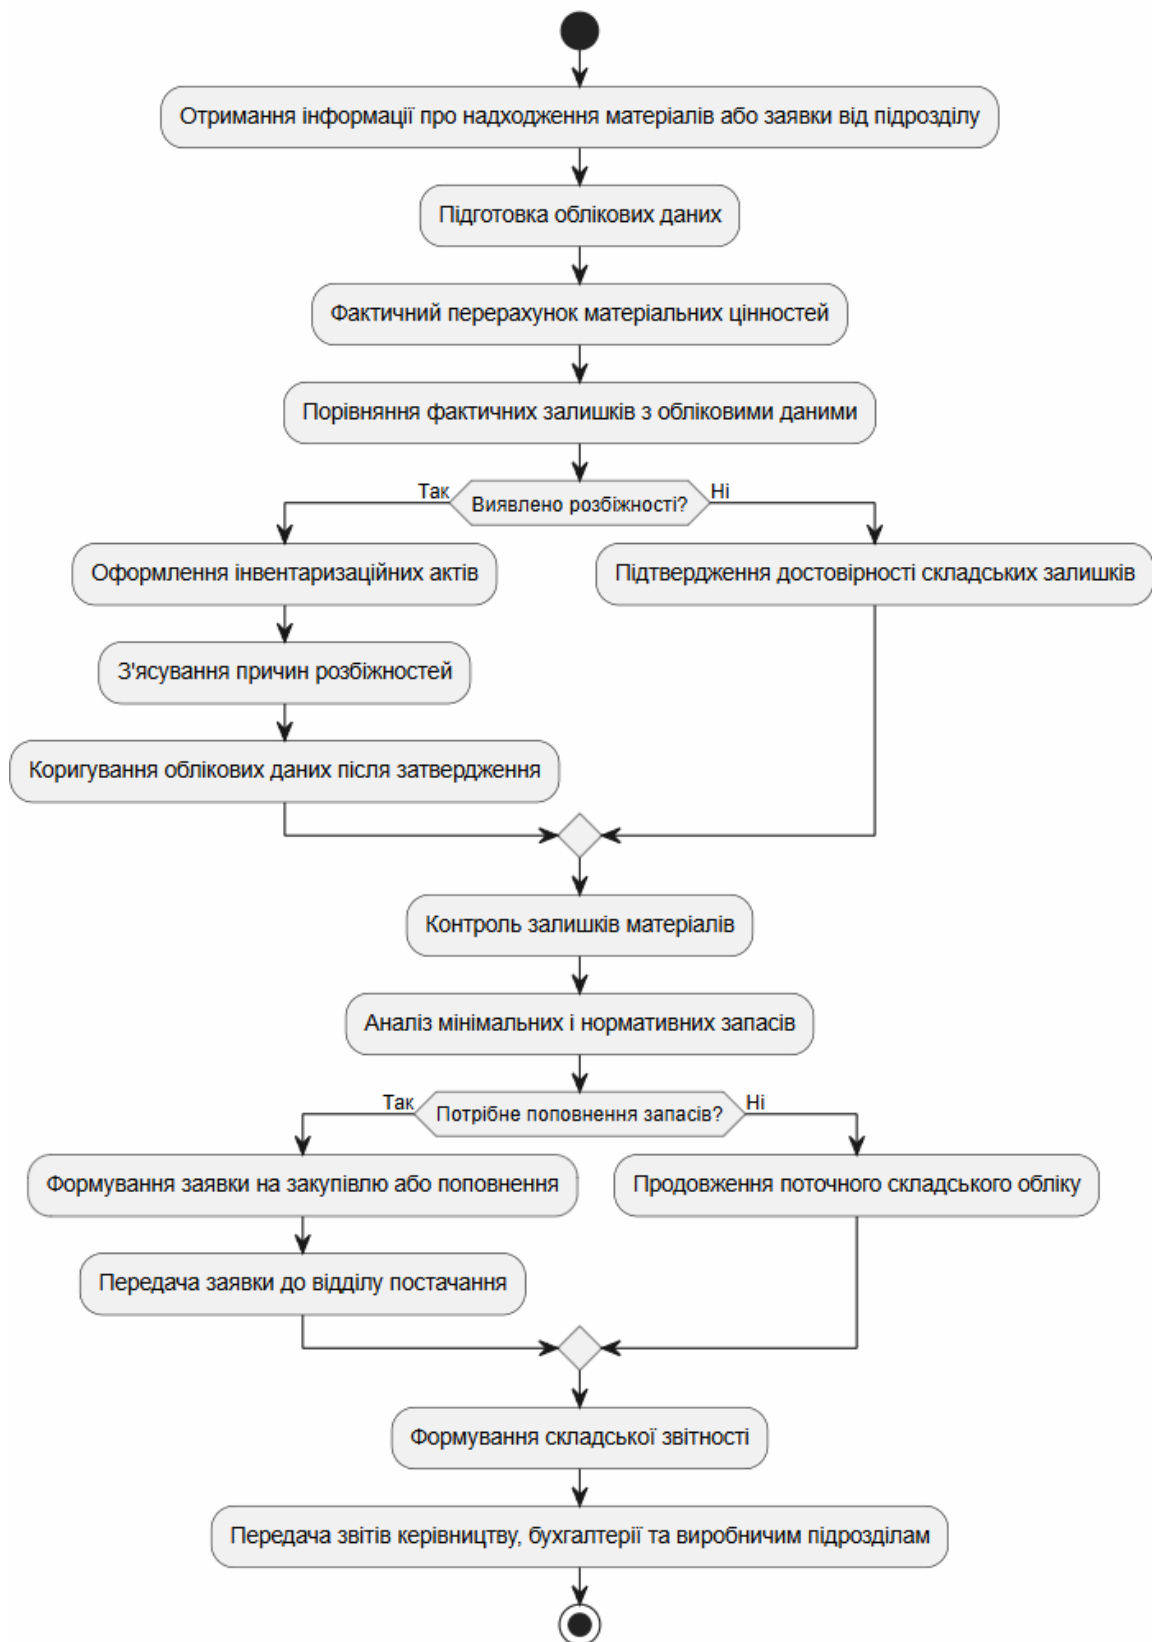 Отримання інформації про надходження матеріалів або заявки від підрозділу
Підготовка облікових даних
Фактичний перерахунок матеріальних цінностей
Порівняння фактичних залишків з обліковими даними
Так
Виявлено розбіжності?
Ні
Оформлення інвентаризаційних актів
Підтвердження достовірності складських залишків
З'ясування причин розбіжностей
Коригування облікових даних після затвердження
Контроль залишків матеріалів
Аналіз мінімальних і нормативних запасів
Так
Потрібне поповнення запасів?
Ні
Формування заявки на закупівлю або поповнення
Продовження поточного складського обліку
Передача заявки до відділу постачання
Формування складської звітності
Передача звітів керівництву, бухгалтерії та виробничим підрозділам